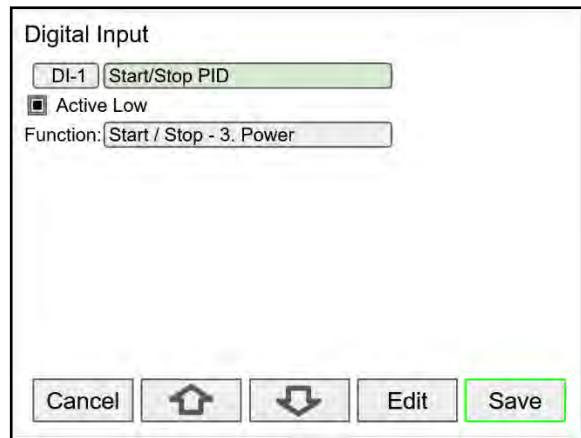 Digital Input
DI-1 Start/Stop PID
Active Low
Function: Start / Stop - 3. Power
Cancel Edit Save